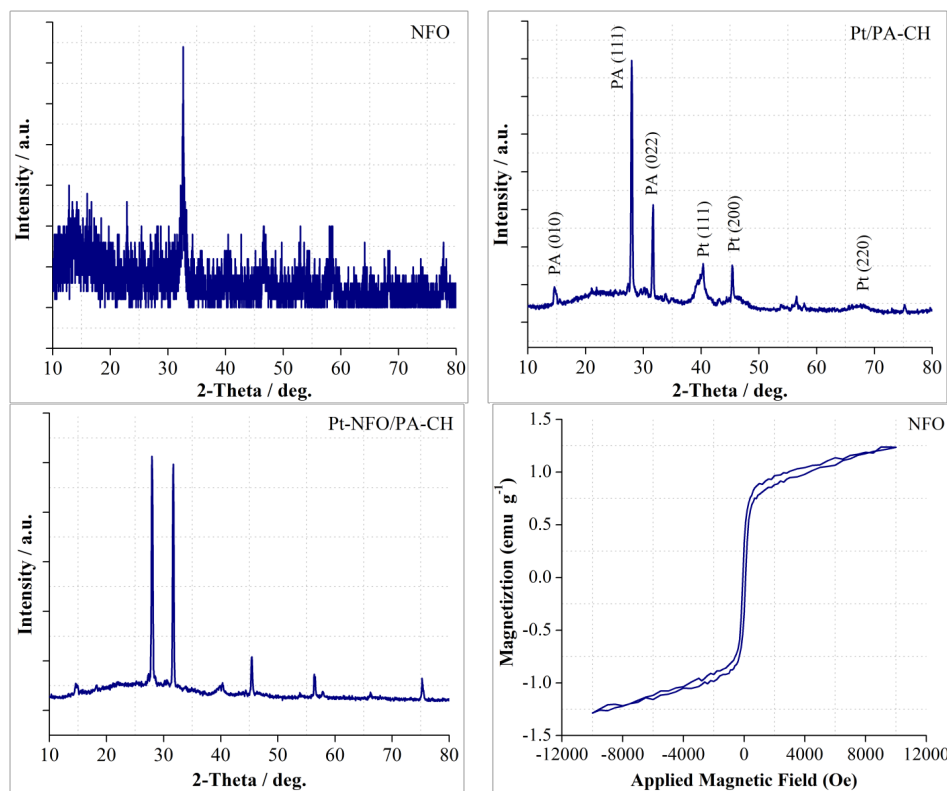 NFO
Intensity / a.u.
10 20 30 40 50 60 70 80
2-Theta / deg.
Pt/PA-CH
PA (010)
PA (111)
PA (022)
Pt (111)
Pt (200)
Pt (220)
Intensity / a.u.
10 20 30 40 50 60 70 80
2-Theta / deg.
Pt-NFO/PA-CH
Intensity / a.u.
10 20 30 40 50 60 70 80
2-Theta / deg.
NFO
Magnetiztion (emu g-1)
1.5
1.0
0.5
0.0
-0.5
-1.0
-1.5
-12000 -8000 -4000 0 4000 8000 12000
Applied Magnetic Field (Oe)